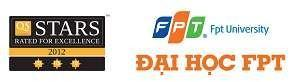 QS STARS
RATED FOR EXCELLENCE
2012
FPT Fpt University
ĐẠI HỌC FPT